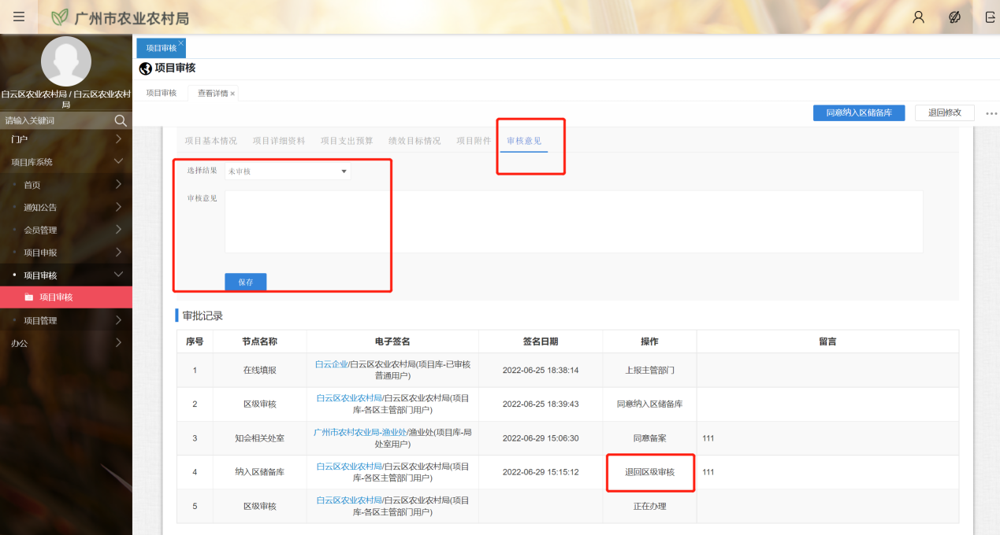 广州市农业农村局
项目审核
白云区农业农村局 / 白云区农业农村
局
请输入关键词
门户
项目库系统
首页
通知公告
会员管理
项目申报
项目审核
项目审核
项目管理
办公
项目审核
项目审核 查看详情
同意纳入区储备库 退回修改
项目基本情况 项目详细资料 项目支出预算 绩效目标情况 项目附件 审核意见
选择结果 未审核
审核意见
保存
审批记录
序号 节点名称 电子签名 签名日期 操作 留言
1 在线填报 白云企业/白云区农业农村局(项目库-已审核
普通用户) 2022-06-25 18:38:14 上报主管部门
2 区级审核 白云区农业农村局/白云区农业农村局(项目
库-各区主管部门用户) 2022-06-25 18:39:43 同意纳入区储备库
3 知会相关处室 广州市农村农业局-渔业处/渔业处(项目库-局
处室用户) 2022-06-29 15:06:30 同意备案 111
4 纳入区储备库 白云区农业农村局/白云区农业农村局(项目
库-各区主管部门用户) 2022-06-29 15:15:12 退回区级审核 111
5 区级审核 白云区农业农村局/白云区农业农村局(项目
库-各区主管部门用户) 正在办理